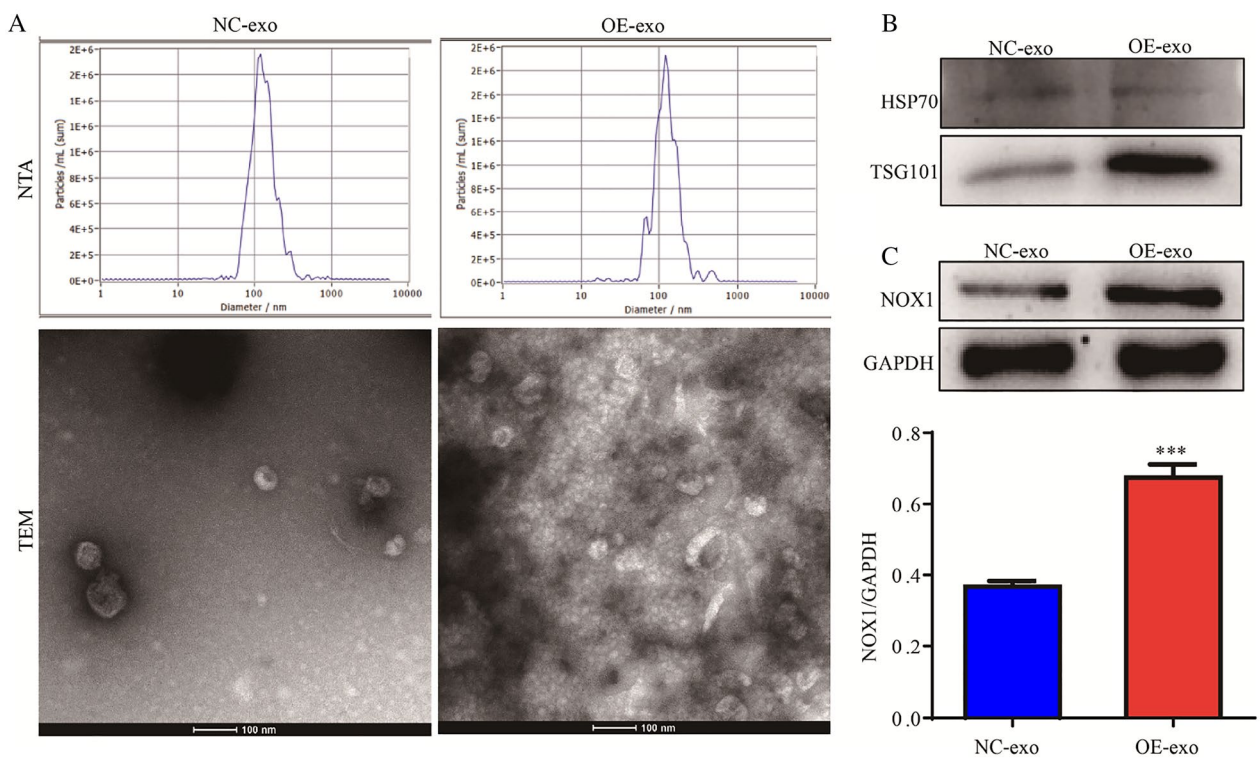 A
NC-exo
OE-exo
NTA
Particles /mL (sum)
2E+6
2E+6
1E+6
1E+6
1E+6
8E+5
6E+5
4E+5
2E+5
0E+0
1
10
100
1000
10000
Diameter / nm
Particles /mL (sum)
2E+6
2E+6
2E+6
1E+6
1E+6
1E+6
8E+5
6E+5
4E+5
2E+5
0E+0
1
10
100
1000
10000
Diameter / nm
TEM
100 nm
100 nm
B
NC-exo
OE-exo
HSP70
TSG101
C
NC-exo
OE-exo
NOX1
GAPDH
NOX1/GAPDH
0.8
0.6
0.4
0.2
0.0
***
NC-exo
OE-exo